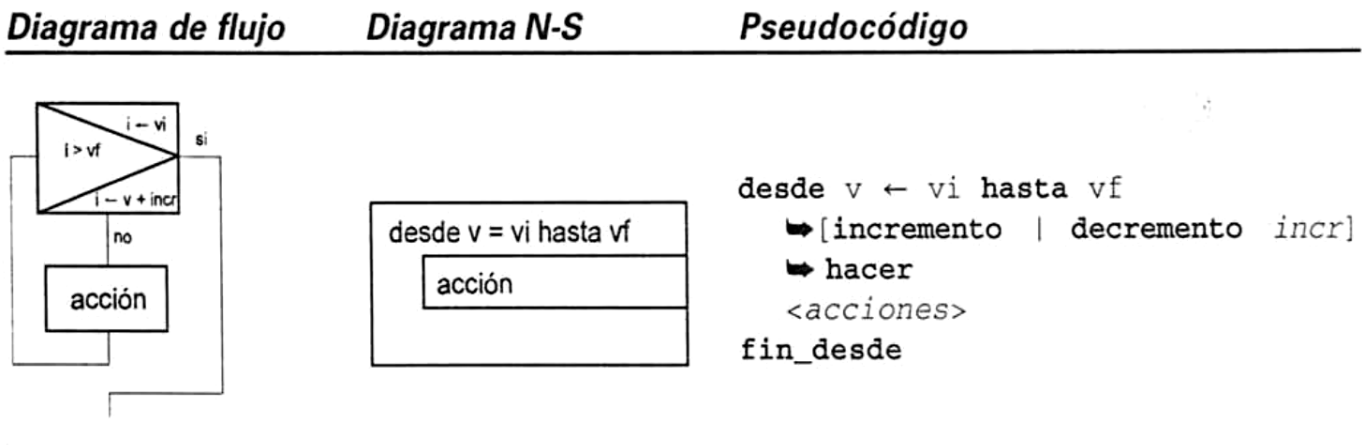 Diagrama de flujo Diagrama N-S Pseudocódigo
i ← vi
i > vf
si
i ← v + incr
no
acción
desde v = vi hasta vf
acción
desde v ← vi hasta vf
➥[incremento | decremento incr]
➥ hacer
<acciones>
fin_desde